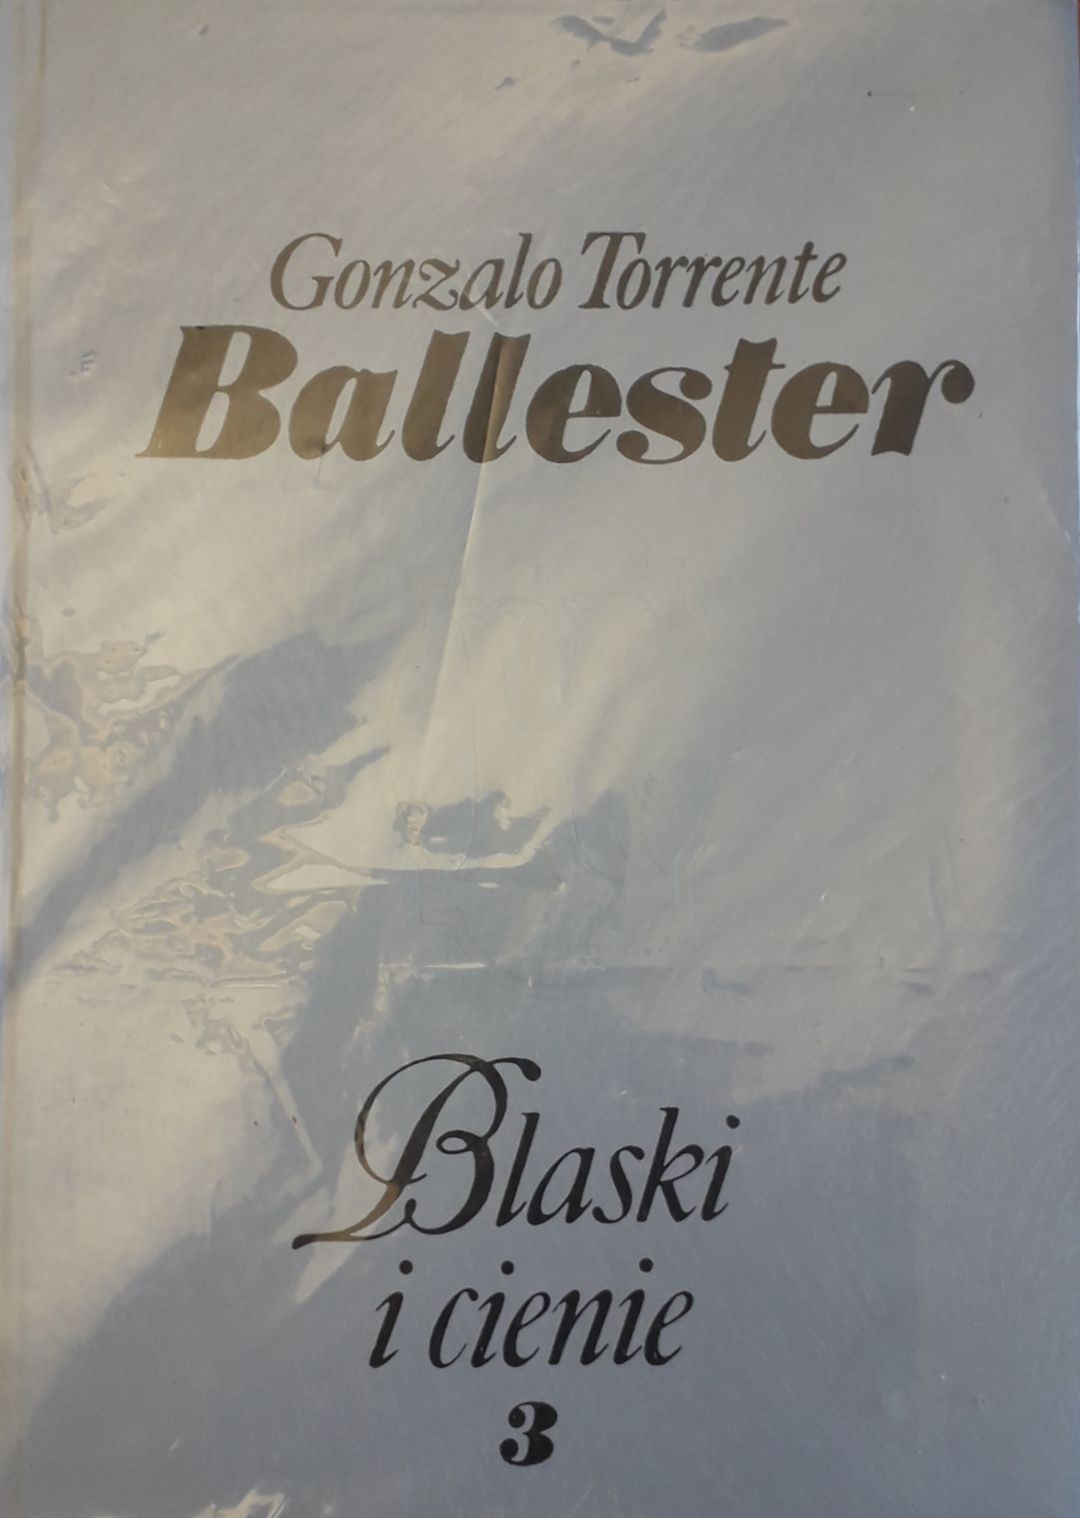 Gonzalo Torrente
Ballester
Blaski
i cienie
3